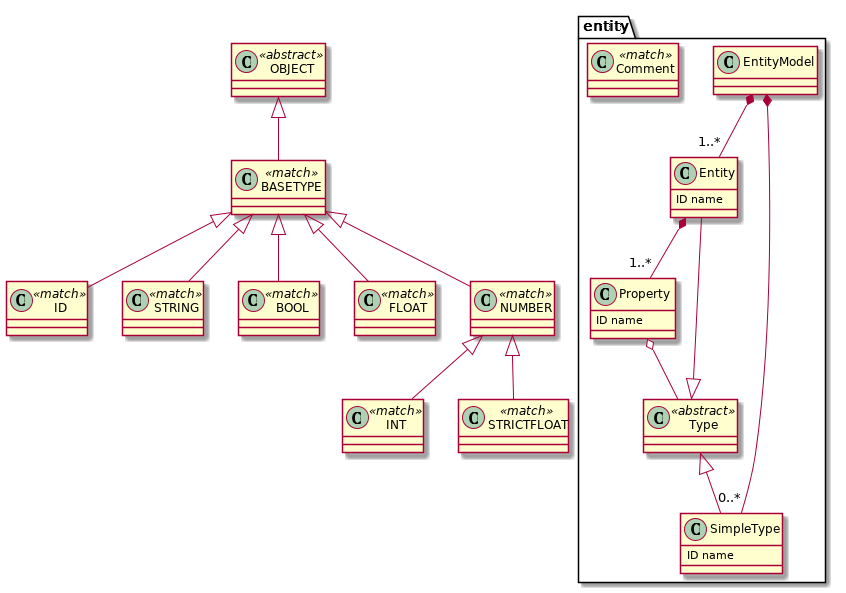 entity
C «abstract»
OBJECT
C «match»
Comment
C EntityModel
1..*
C «match»
BASETYPE
C Entity
ID name
1..*
C «match»
ID
C «match»
STRING
C «match»
BOOL
C «match»
FLOAT
C «match»
NUMBER
C Property
ID name
C «match»
INT
C «match»
STRICTFLOAT
C «abstract»
Type
0..*
C SimpleType
ID name